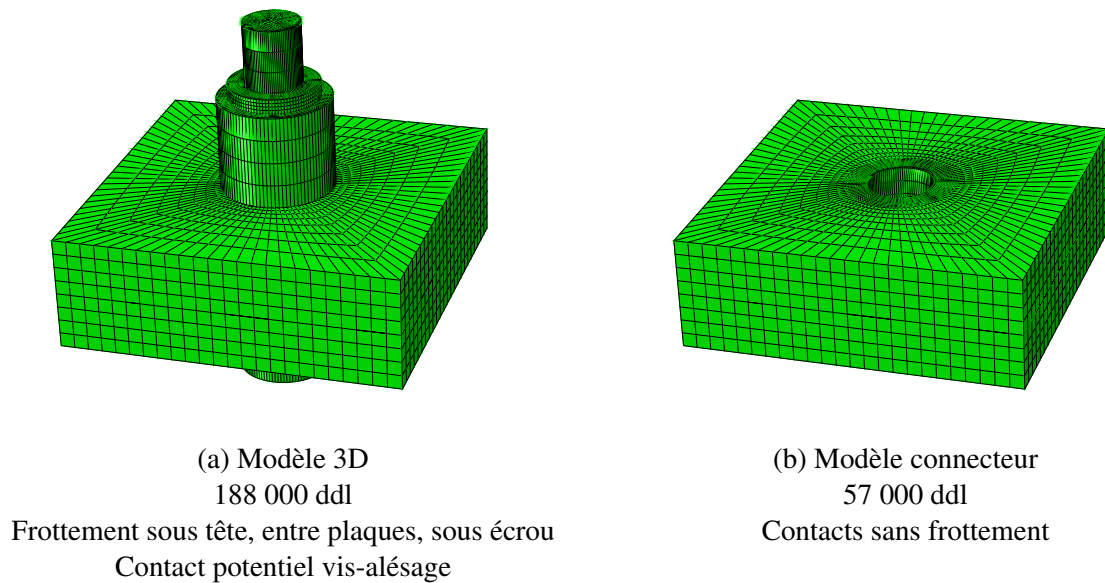 (a) Modèle 3D
188 000 ddl
Frottement sous tête, entre plaques, sous écrou
Contact potentiel vis-alésage
(b) Modèle connecteur
57 000 ddl
Contacts sans frottement